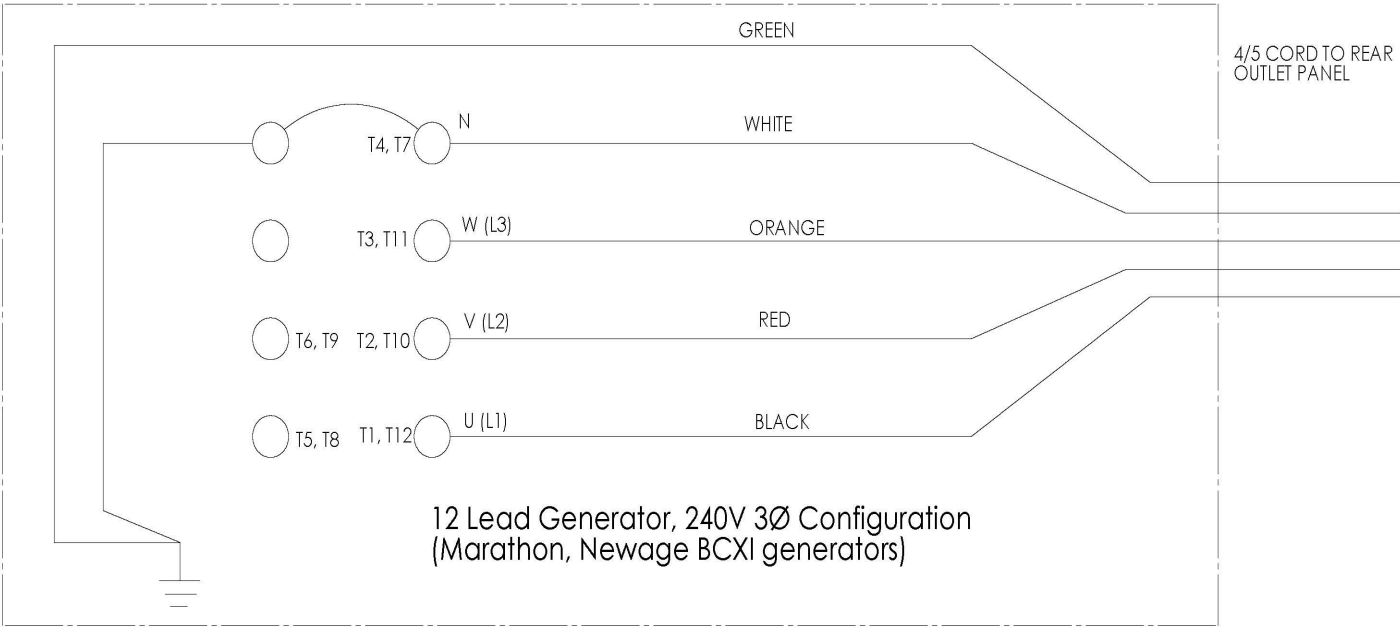 GREEN
4/5 CORD TO REAR
OUTLET PANEL
N
WHITE
T4, T7
W (L3)
ORANGE
T3, T11
V (L2)
RED
T6, T9 T2, T10
U (L1)
BLACK
T5, T8 T1, T12
12 Lead Generator, 240V 3Ø Configuration
(Marathon, Newage BCXI generators)